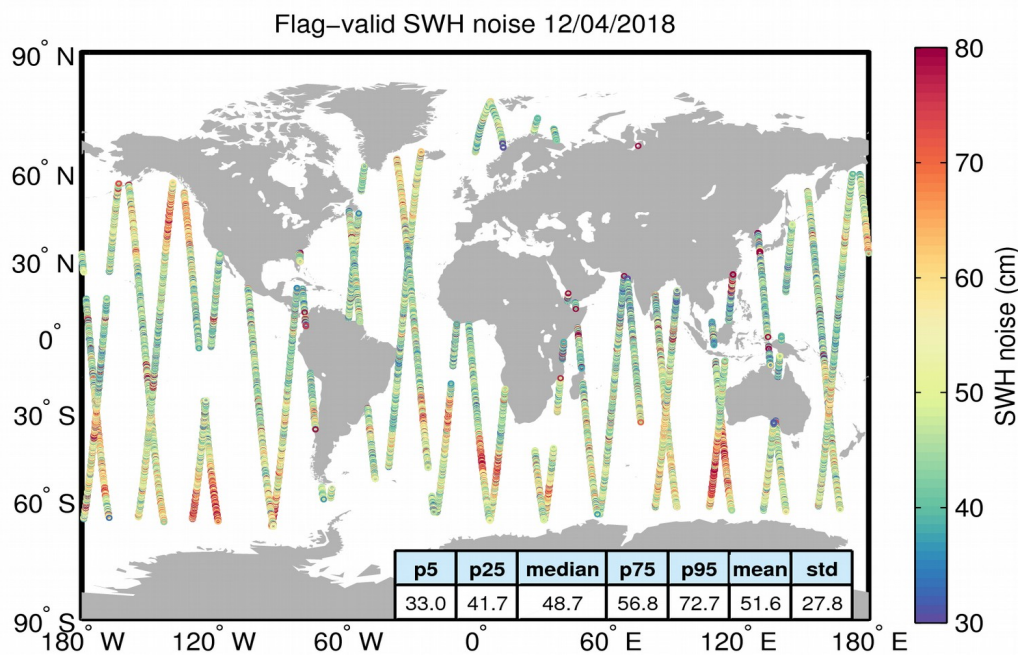 Flag−valid SWH noise 12/04/2018
90° N
60° N
30° N
0°
30° S
60° S
90° S
180° W
120° W
60° W
0°
60° E
120° E
180° E
p5 p25 median p75 p95 mean std
33.0 41.7 48.7 56.8 72.7 51.6 27.8
80
70
60
50
40
30
SWH noise (cm)